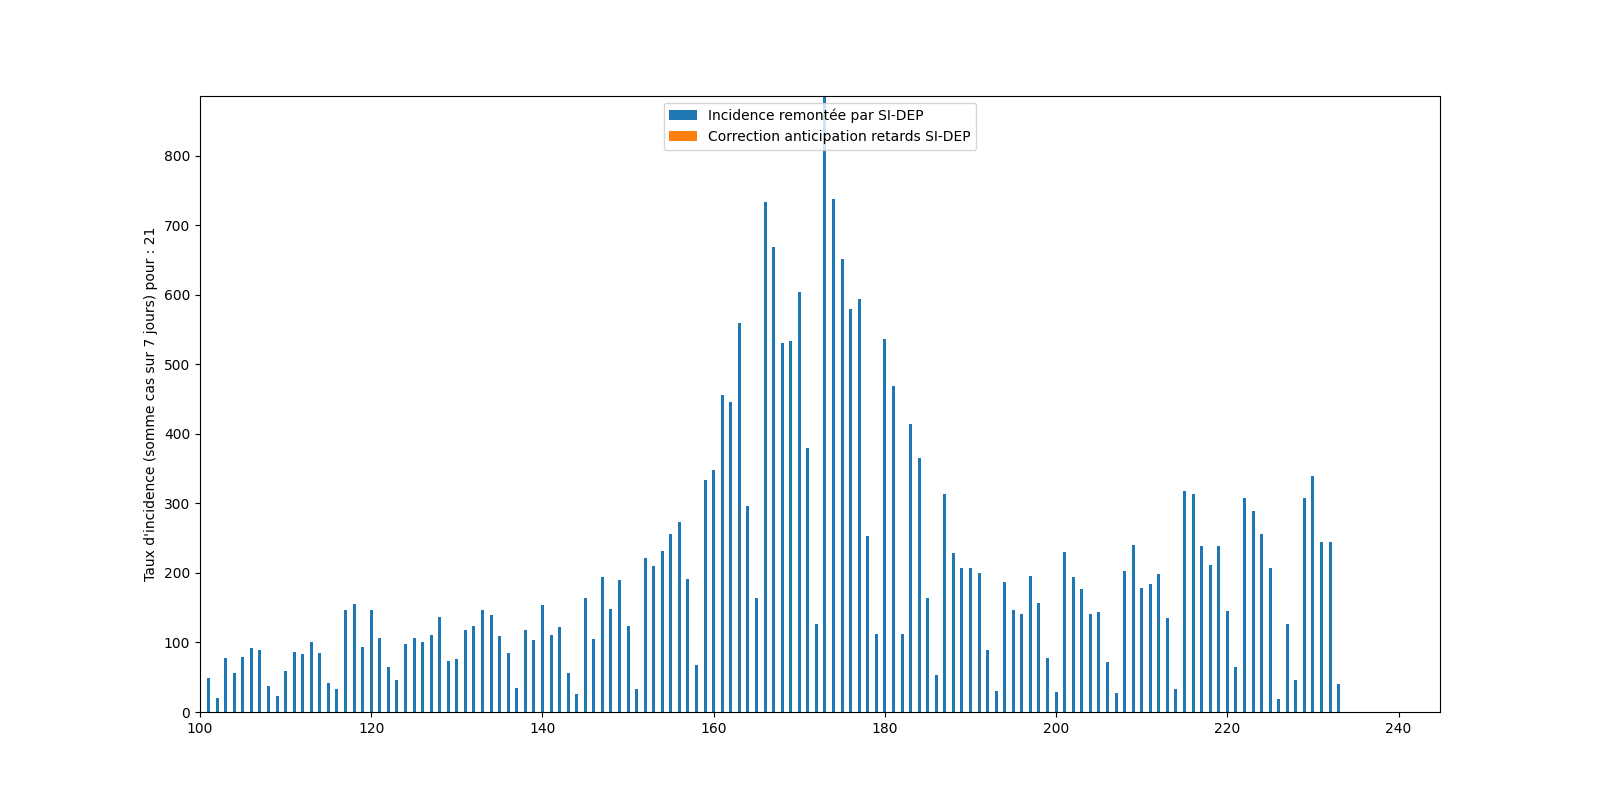 Incidence remontée par SI-DEP
Correction anticipation retards SI-DEP
Taux d'incidence (somme cas sur 7 jours) pour : 21
800
700
600
500
400
300
200
100
0
100 120 140 160 180 200 220 240